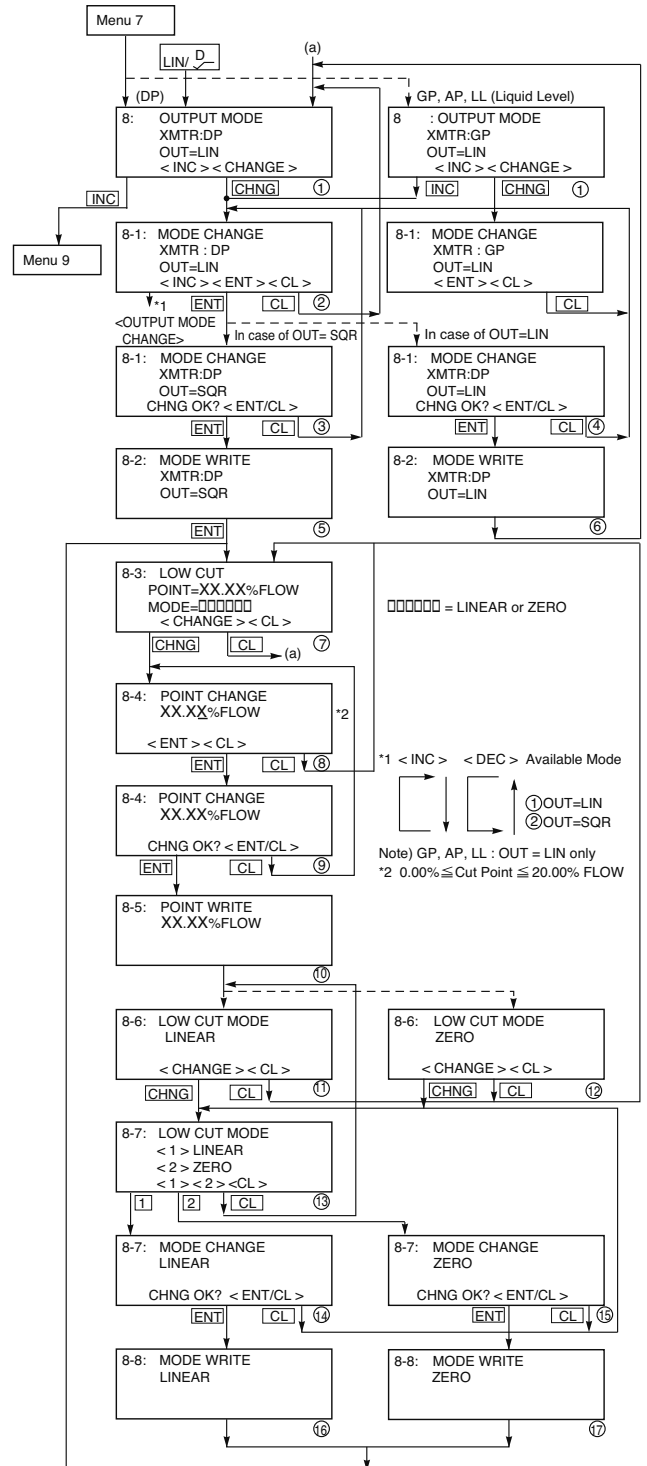 Menu 7
LIN/ D
(a)
(DP)
GP, AP, LL (Liquid Level)
8: OUTPUT MODE
XMTR:DP
OUT=LIN
< INC > < CHANGE >
8 : OUTPUT MODE
XMTR:GP
OUT=LIN
< INC > < CHANGE >
INC
CHNG
①
INC
CHNG
①
Menu 9
8-1: MODE CHANGE
XMTR : DP
OUT=LIN
< INC > < ENT > < CL >
8-1: MODE CHANGE
XMTR : GP
OUT=LIN
< ENT > < CL >
*1
ENT
CL
②
CL
<OUTPUT MODE
CHANGE>
In case of OUT= SQR
In case of OUT=LIN
8-1: MODE CHANGE
XMTR:DP
OUT=SQR
CHNG OK? < ENT/CL >
8-1: MODE CHANGE
XMTR:DP
OUT=LIN
CHNG OK? < ENT/CL >
ENT
CL
③
ENT
CL
④
8-2: MODE WRITE
XMTR:DP
OUT=SQR
8-2: MODE WRITE
XMTR:DP
OUT=LIN
ENT
⑤
⑥
8-3: LOW CUT
POINT=XX.XX%FLOW
MODE=▯▯▯▯▯▯
< CHANGE > < CL >
▯▯▯▯▯▯ = LINEAR or ZERO
CHNG
CL
⑦
(a)
8-4: POINT CHANGE
XX.XX%FLOW
< ENT > < CL >
*2
ENT
CL
⑧
*1 < INC > < DEC > Available Mode
①OUT=LIN
②OUT=SQR
Note) GP, AP, LL : OUT = LIN only
*2 0.00%≦Cut Point ≦ 20.00% FLOW
8-4: POINT CHANGE
XX.XX%FLOW
CHNG OK? < ENT/CL >
ENT
CL
⑨
8-5: POINT WRITE
XX.XX%FLOW
⑩
8-6: LOW CUT MODE
LINEAR
< CHANGE > < CL >
8-6: LOW CUT MODE
ZERO
< CHANGE > < CL >
CHNG
CL
⑪
CHNG
CL
⑫
8-7: LOW CUT MODE
< 1 > LINEAR
< 2 > ZERO
< 1 > < 2 > <CL >
1
2
CL
⑬
8-7: MODE CHANGE
LINEAR
CHNG OK? < ENT/CL >
8-7: MODE CHANGE
ZERO
CHNG OK? < ENT/CL >
ENT
CL
⑭
ENT
CL
⑮
8-8: MODE WRITE
LINEAR
8-8: MODE WRITE
ZERO
⑯
⑰